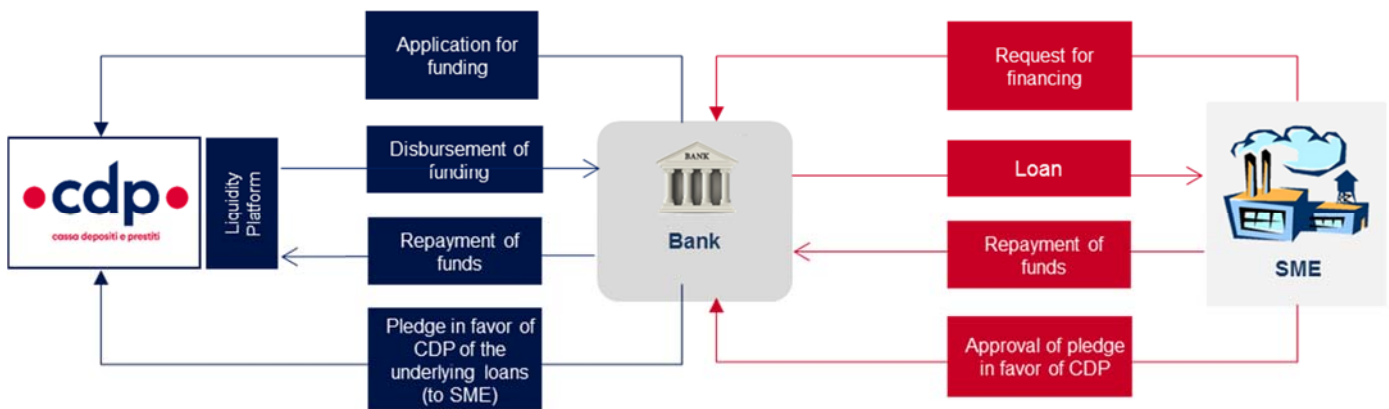 Application for
funding
Request for
financing
cdp
cassa depositi e prestiti
Liquidity
Platform
Disbursement of
funding
BANK
Bank
Loan
SME
Repayment of
funds
Repayment of
funds
Pledge in favor of
CDP of the
underlying loans
(to SME)
Approval of pledge
in favor of CDP